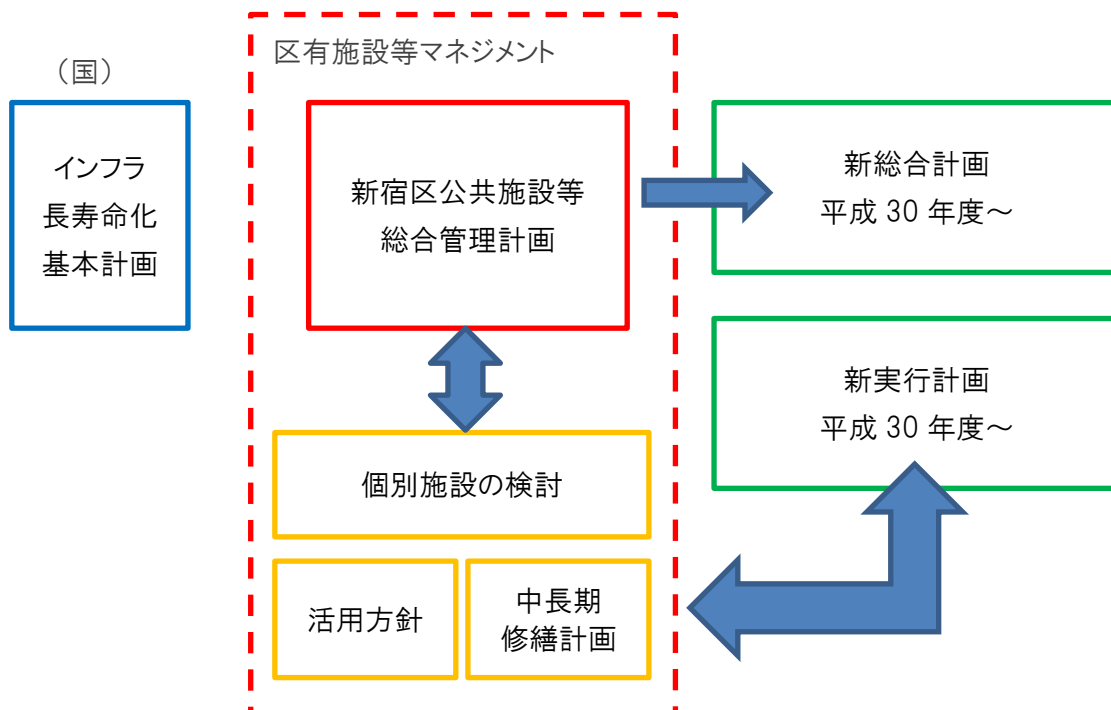 区有施設等マネジメント
（国）
インフラ
長寿命化
基本計画
新宿区公共施設等
総合管理計画
新総合計画
平成 30 年度～
新実行計画
平成 30 年度～
個別施設の検討
活用方針
中長期
修繕計画